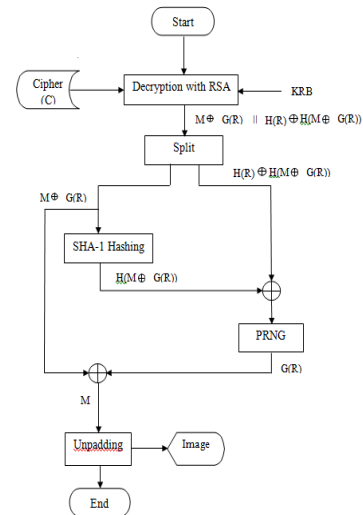 Start
Cipher
(C)
Decryption with RSA
KRB
M⊕ G(R) || H(R)⊕H(M⊕ G(R))
Split
H(R)⊕H(M⊕ G(R))
M⊕ G(R)
SHA-1 Hashing
H(M⊕ G(R))
PRNG
G(R)
M
Unpadding
Image
End